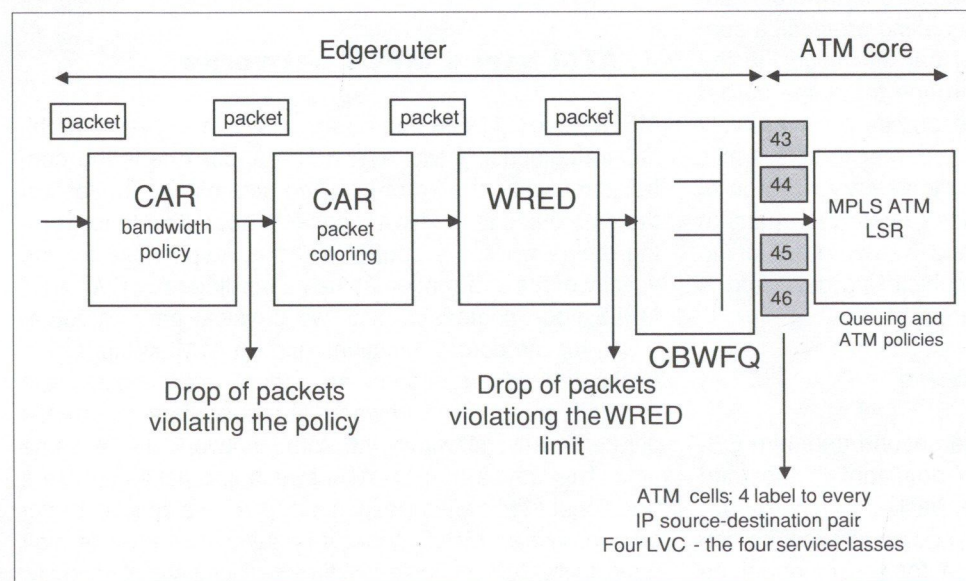 Edgerouter
ATM core
packet
packet
packet
packet
CAR
bandwidth
policy
CAR
packet
coloring
WRED
43
44
45
46
MPLS ATM
LSR
CBWFQ
Queuing and
ATM policies
Drop of packets
violating the policy
Drop of packets
violationg the WRED
limit
ATM cells; 4 label to every
IP source-destination pair.
Four LVC - the four serviceclasses